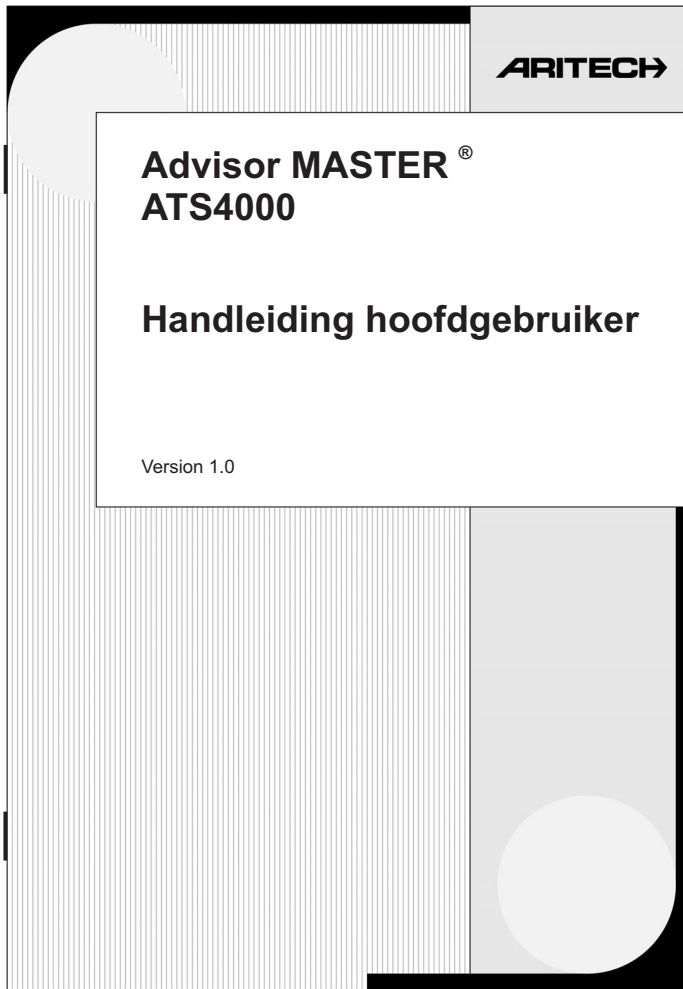 ARITECH
Advisor MASTER ®
ATS4000
Handleiding hoofdgebruiker
Version 1.0